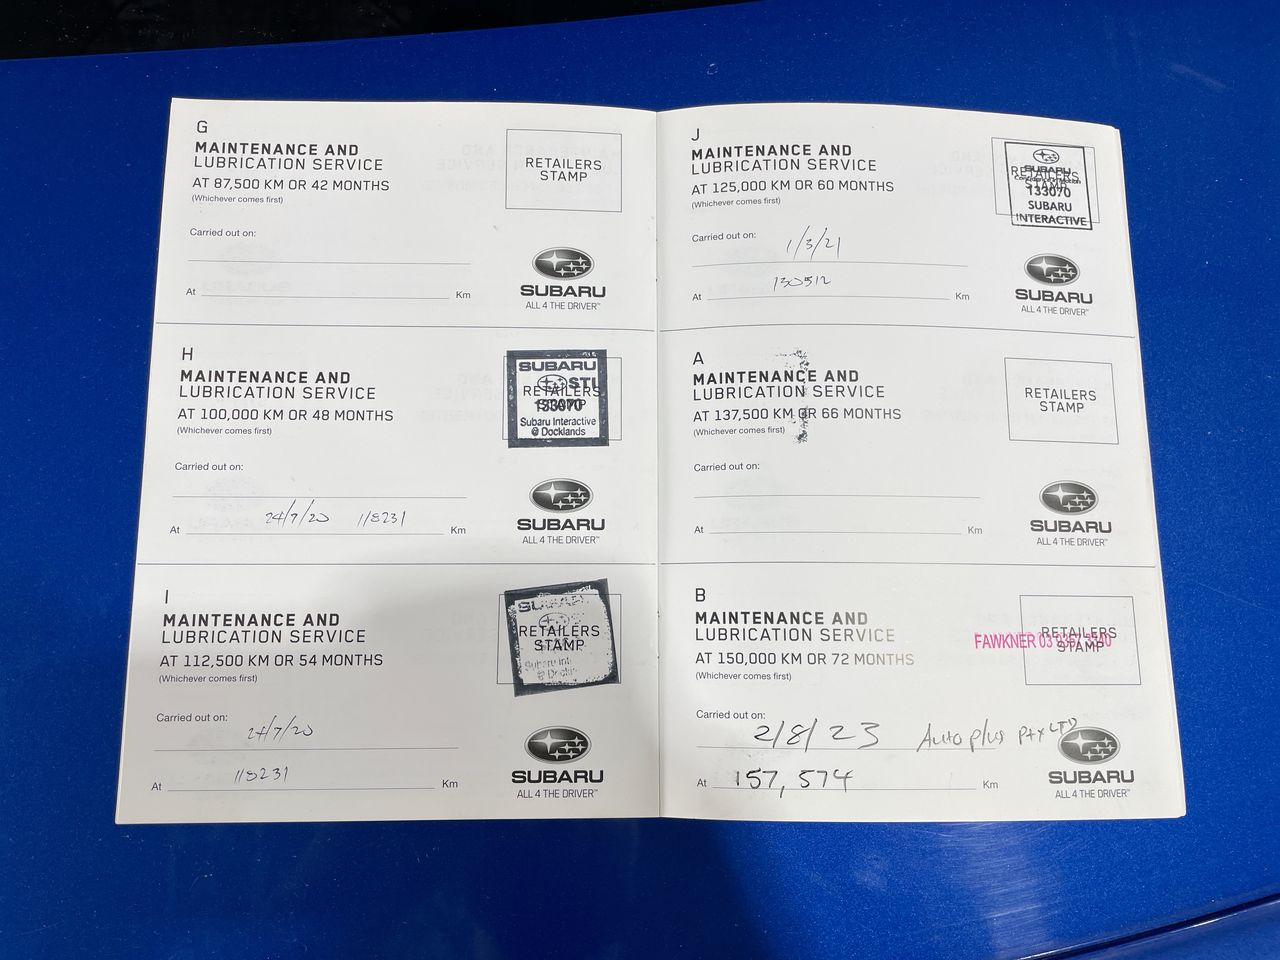 G
MAINTENANCE AND
LUBRICATION SERVICE
AT 87,500 KM OR 42 MONTHS
(Whichever comes first)
RETAILERS
STAMP
Carried out on:
At Km
SUBARU
ALL 4 THE DRIVER™
H
MAINTENANCE AND
LUBRICATION SERVICE
AT 100,000 KM OR 48 MONTHS
(Whichever comes first)
RETAILERS
STAMP
SUBARU
STI
133070
Subaru Interactive
@ Docklands
Carried out on:
24/7/20 118231
At Km
SUBARU
ALL 4 THE DRIVER™
I
MAINTENANCE AND
LUBRICATION SERVICE
AT 112,500 KM OR 54 MONTHS
(Whichever comes first)
RETAILERS
STAMP
Carried out on:
24/7/20
At 118231 Km
SUBARU
ALL 4 THE DRIVER™
J
MAINTENANCE AND
LUBRICATION SERVICE
AT 125,000 KM OR 60 MONTHS
(Whichever comes first)
RETAILERS
STAMP
SUBARU
133070
SUBARU
INTERACTIVE
Carried out on:
1/3/21
At 130512 Km
SUBARU
ALL 4 THE DRIVER™
A
MAINTENANCE AND
LUBRICATION SERVICE
AT 137,500 KM OR 66 MONTHS
(Whichever comes first)
RETAILERS
STAMP
Carried out on:
At Km
SUBARU
ALL 4 THE DRIVER™
B
MAINTENANCE AND
LUBRICATION SERVICE
AT 150,000 KM OR 72 MONTHS
(Whichever comes first)
RETAILERS
STAMP
FAWKNER 03
Carried out on:
2/8/23 Autoplus Pty LTD
At 157,574 Km
SUBARU
ALL 4 THE DRIVER™